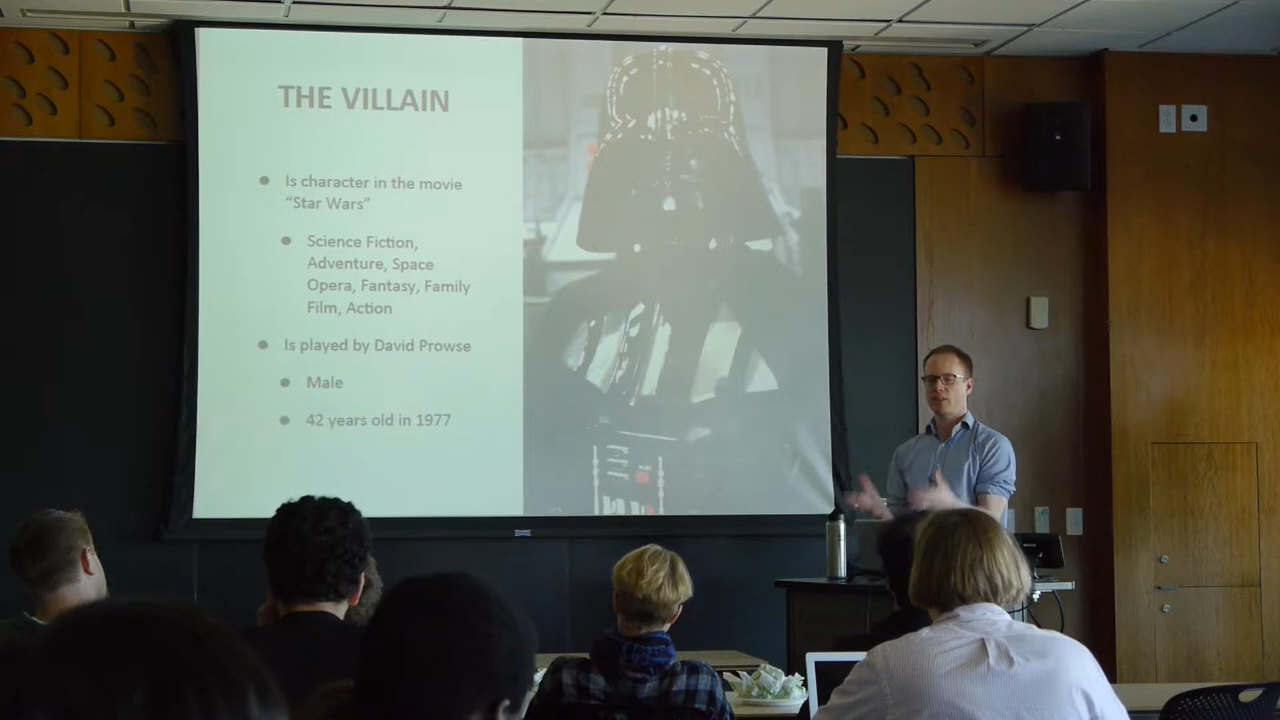 THE VILLAIN
Is character in the movie
“Star Wars”
Science Fiction,
Adventure, Space
Opera, Fantasy, Family
Film, Action
Is played by David Prowse
Male
42 years old in 1977